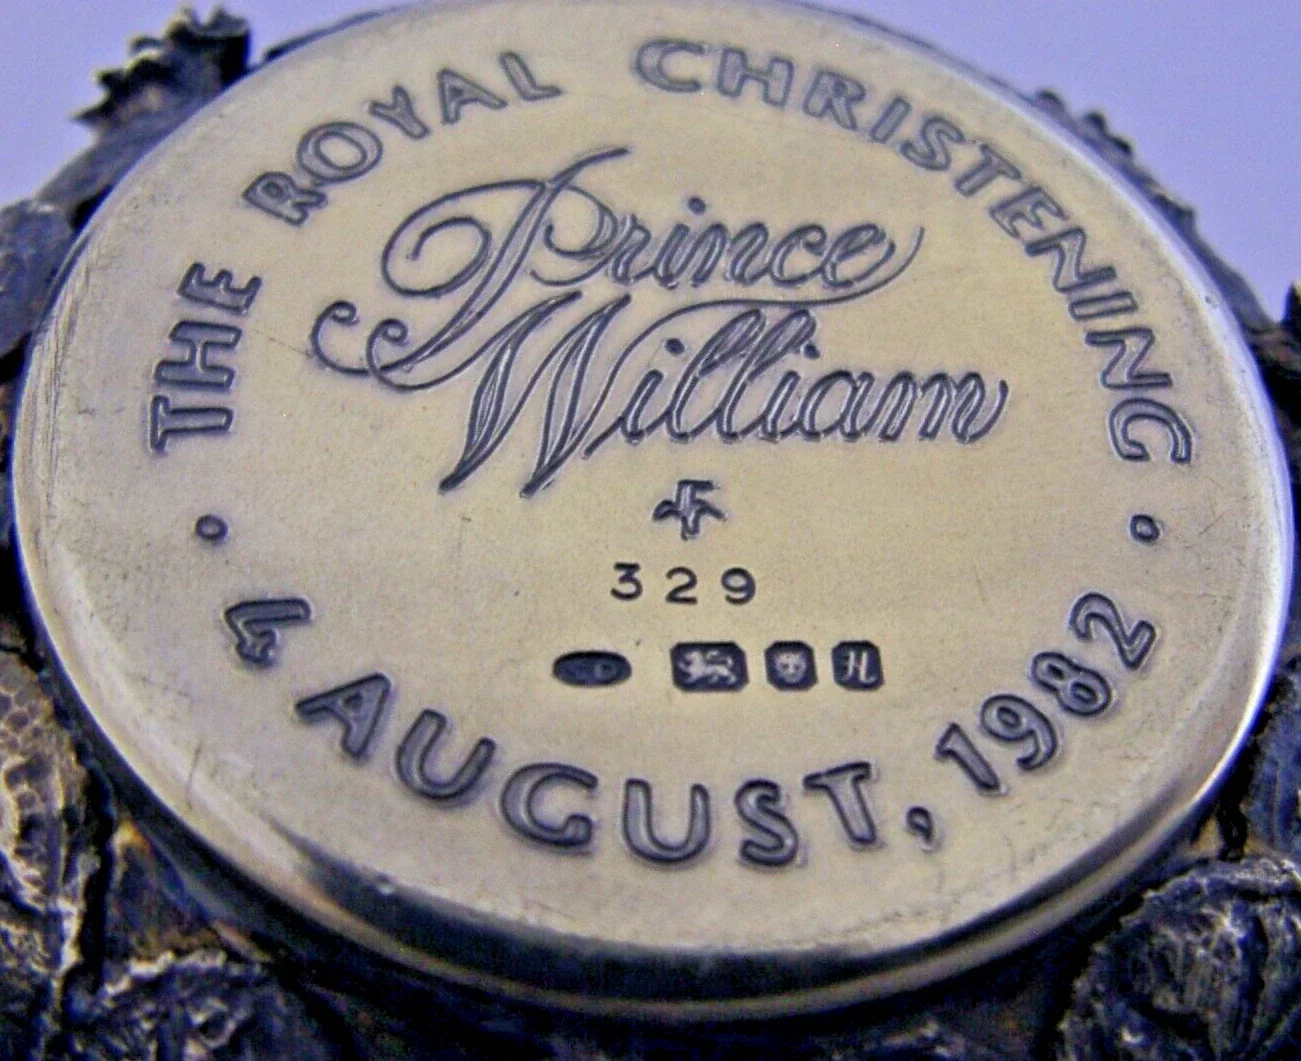 THE ROYAL CHRISTENING
Prince
William
329
H
4 AUGUST, 1982